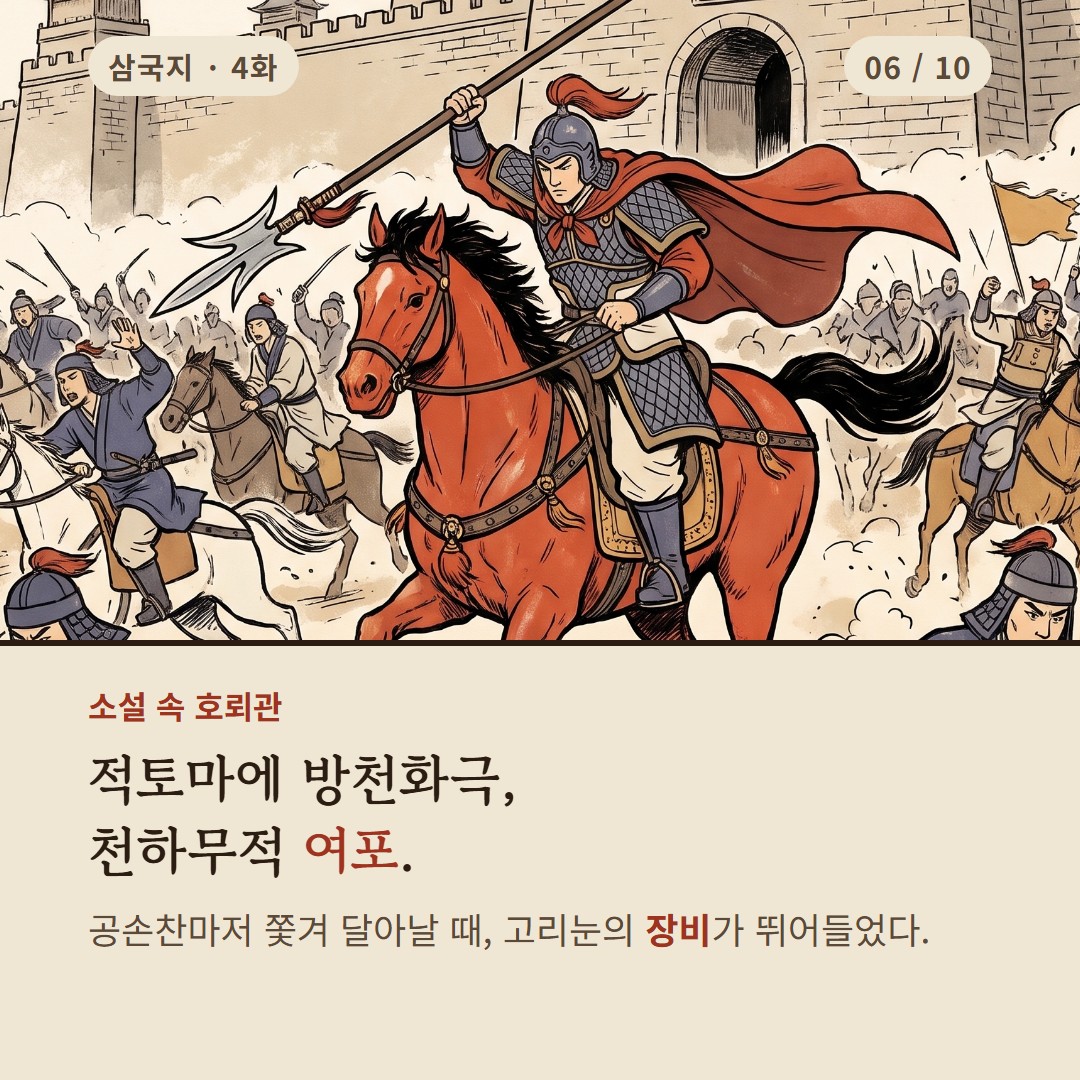 삼국지 · 4화
06 / 10
소설 속 호뢰관
적토마에 방천화극,
천하무적 여포.
공손찬마저 쫓겨 달아날 때, 고리눈의 장비가 뛰어들었다.